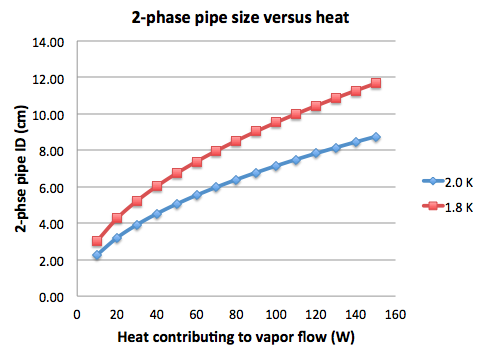 2-phase pipe size versus heat
14.00
12.00
10.00
8.00
6.00
4.00
2.00
0.00
2-phse pipe ID (cm)
2.0 K
1.8 K
0 20 40 60 80 100 120 140 160
Heat contributing to vapor flow (W)